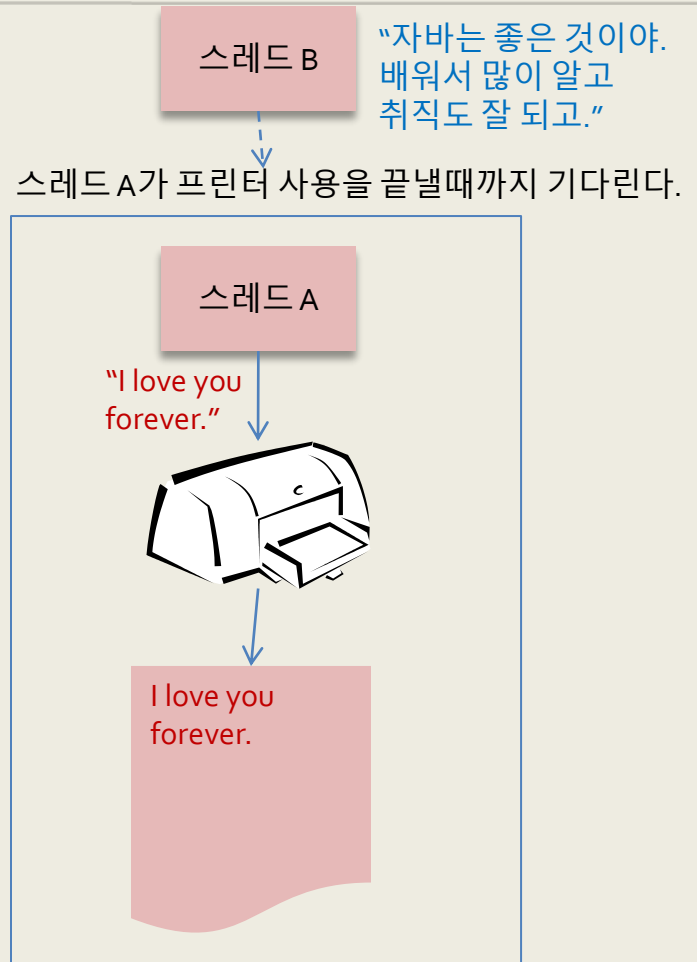 스레드 B
“자바는 좋은 것이야.
배워서 많이 알고
취직도 잘 되고.”
스레드 A가 프린터 사용을 끝낼때까지 기다린다.
스레드 A
“I love you
forever.”
I love you
forever.